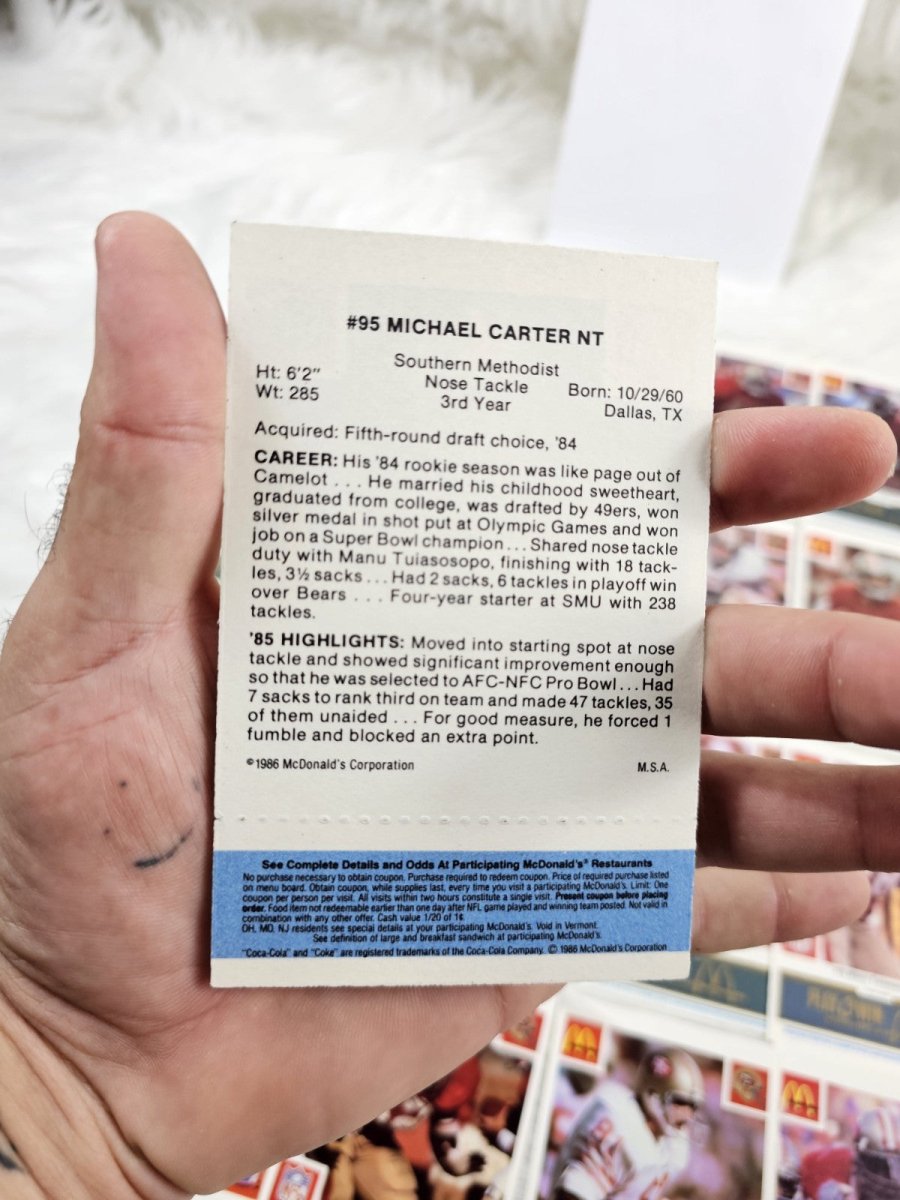 #95 MICHAEL CARTER NT
Southern Methodist
Ht: 6'2" Nose Tackle Born: 10/29/60
Wt: 285 3rd Year Dallas, TX
Acquired: Fifth-round draft choice, '84
CAREER: His '84 rookie season was like page out of
Camelot . . . He married his childhood sweetheart,
graduated from college, was drafted by 49ers, won
silver medal in shot put at Olympic Games and won
job on a Super Bowl champion . . . Shared nose tackle
duty with Manu Tuiasosopo, finishing with 18 tack-
les, 3½ sacks . . . Had 2 sacks, 6 tackles in playoff win
over Bears . . . Four-year starter at SMU with 238
tackles.
'85 HIGHLIGHTS: Moved into starting spot at nose
tackle and showed significant improvement enough
so that he was selected to AFC-NFC Pro Bowl . . . Had
7 sacks to rank third on team and made 47 tackles, 35
of them unaided . . . For good measure, he forced 1
fumble and blocked an extra point.
©1986 McDonald's Corporation M.S.A.
See Complete Details and Odds At Participating McDonald's® Restaurants
No purchase necessary to obtain coupon. Purchase required to redeem coupon. Price of required purchase listed
on menu board. Obtain coupon, while supplies last, every time you visit a participating McDonald's. Limit: One
coupon per person per visit. All visits within two hours constitute a single visit. Present coupon before placing
order. Food item not redeemable earlier than one day after NFL game played and winning team posted. Not valid in
combination with any other offer. Cash value 1/20 of 1¢.
OH, MD, NJ residents see special details at your participating McDonald's. Void in Vermont.
See definition of large and breakfast sandwich at participating McDonald's.
"Coca-Cola" and "Coke" are registered trademarks of the Coca-Cola Company. © 1986 McDonald's Corporation